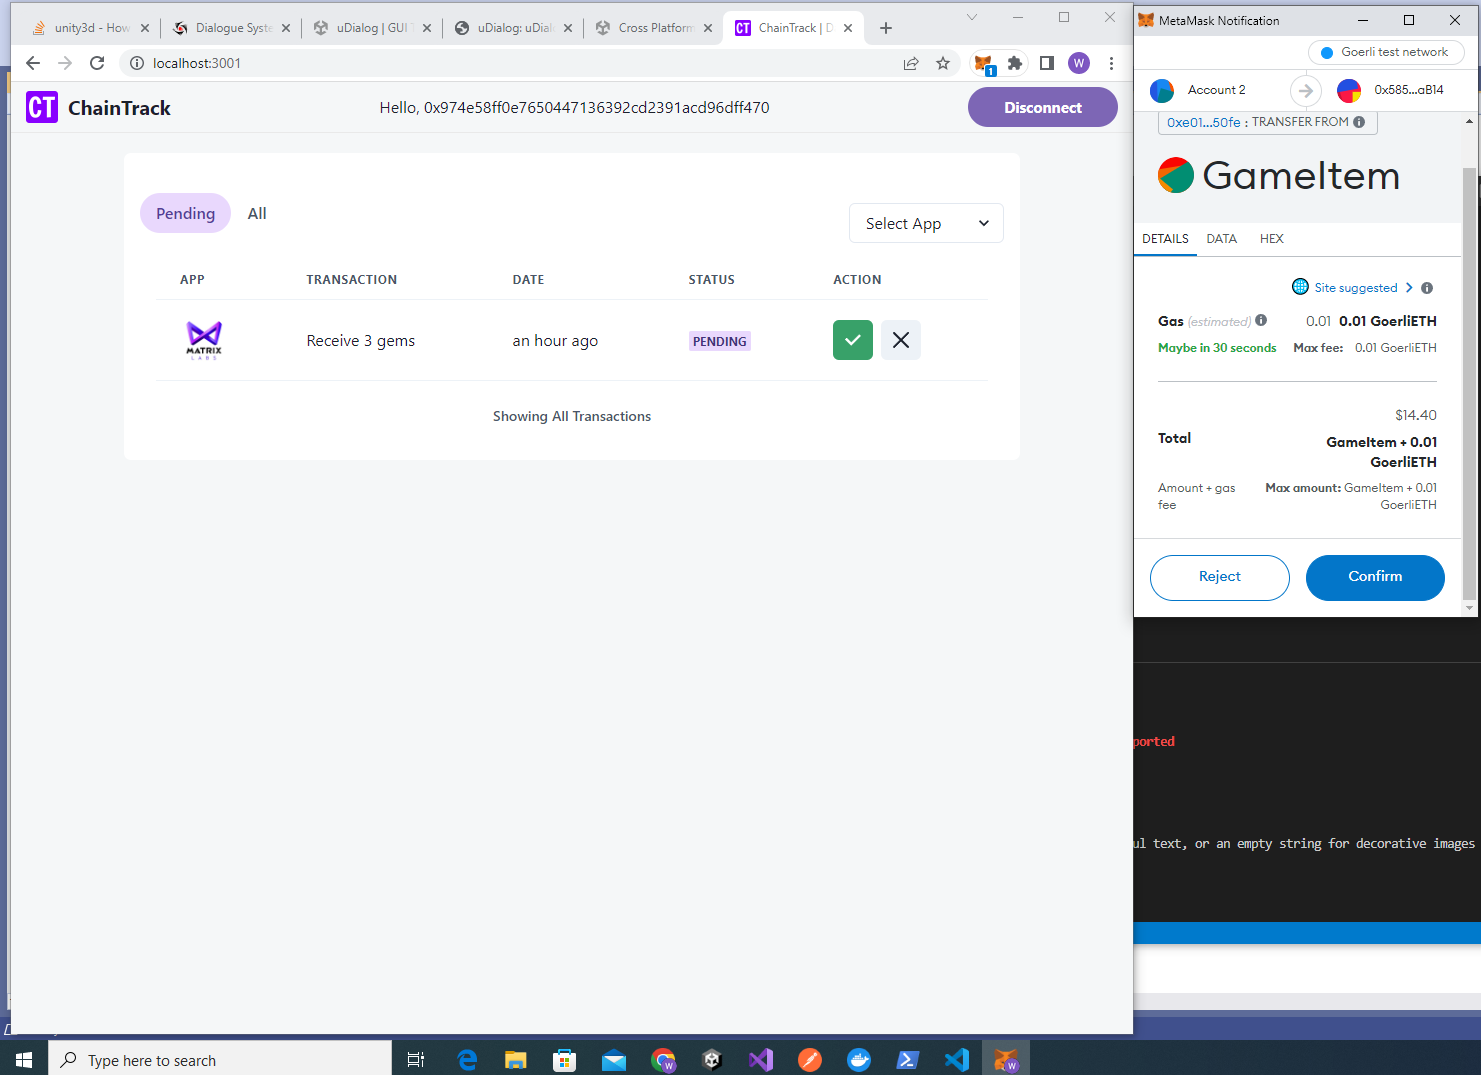 unity3d - How
Dialogue Syste
uDialog | GUI T
uDialog: uDial
Cross Platform
ChainTrack | D
localhost:3001
1
W
CT ChainTrack
Hello, 0x974e58ff0e7650447136392cd2391acd96dff470
Disconnect
Pending
All
Select App
APP TRANSACTION DATE STATUS ACTION
MATRIX
LABS
Receive 3 gems an hour ago PENDING
Showing All Transactions
MetaMask Notification
Goerli test network
Account 2
0x585...aB14
0xe01...50fe : TRANSFER FROM
GameItem
DETAILS DATA HEX
Site suggested
Gas (estimated) 0.01 0.01 GoerliETH
Maybe in 30 seconds Max fee: 0.01 GoerliETH
$14.40
Total
GameItem + 0.01
GoerliETH
Amount + gas
fee
Max amount: GameItem + 0.01
GoerliETH
Reject
Confirm
ported
ul text, or an empty string for decorative images
Type here to search
W
W